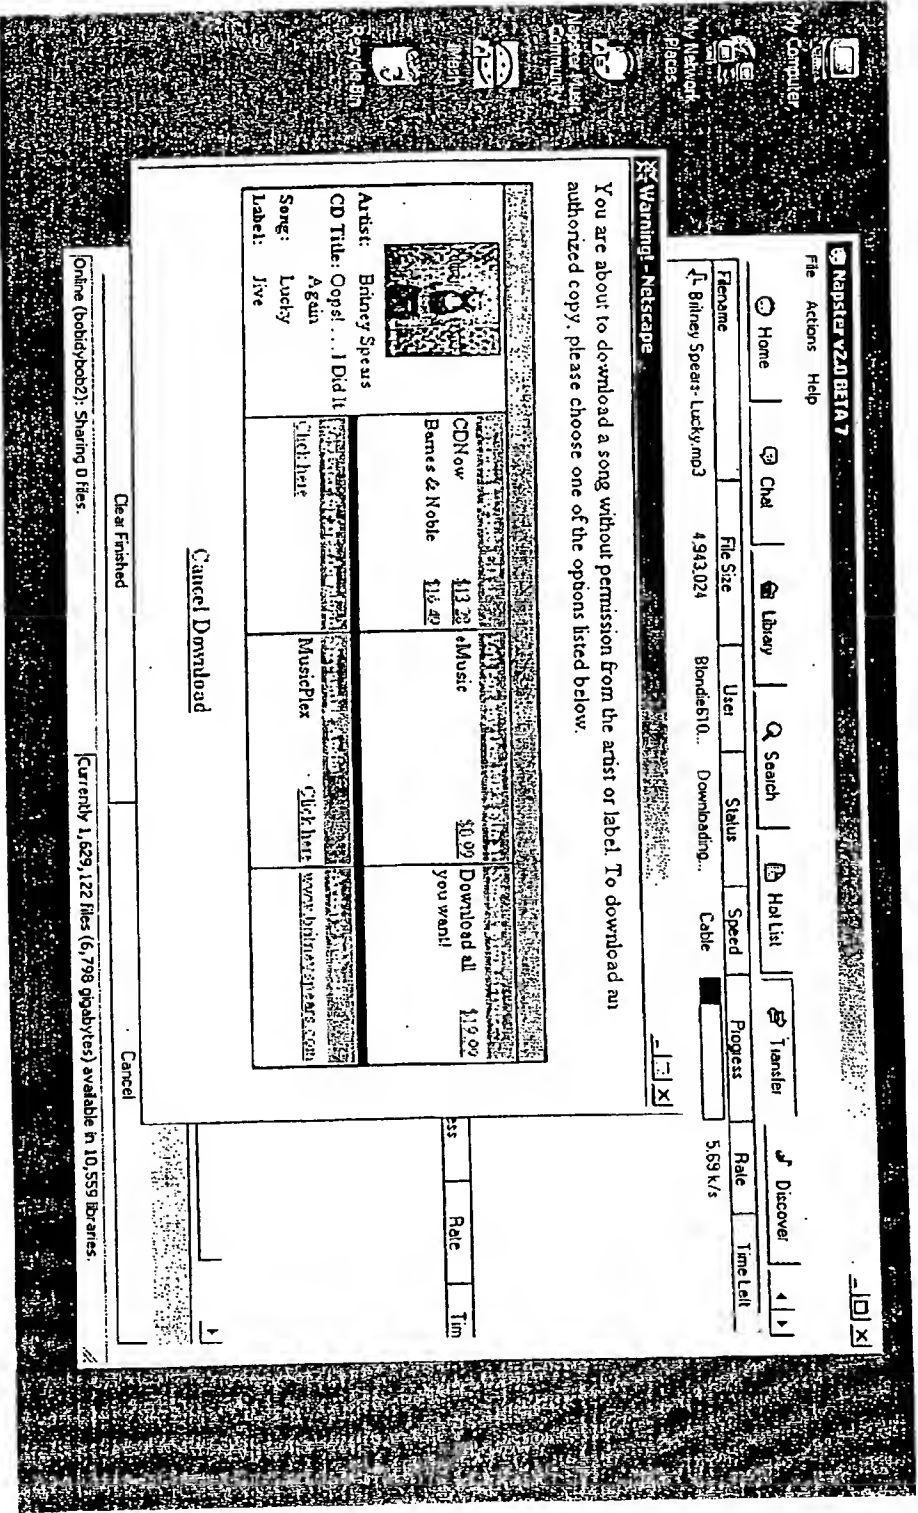 My Computer
My Network
Places
Recycle Bin
Napster v2.0 BETA 7
File Actions Help
Home Chat Library Search Hot List Transfer Discover
Filename File Size User Status Speed Progress Rate Time Left
Britney Spears- Lucky.mp3 4,943,024 Blondie610... Downloading... Cable 5.69 k/s
Warning! - Netscape
You are about to download a song without permission from the artist or label. To download an
authorized copy, please choose one of the options listed below.
Artist: Britney Spears
CD Title: Oops! ... I Did It
Again
Song: Lucky
Label: Jive
CDNow $13.29
Barnes & Noble $16.49
eMusic $0.99
Download all $19.99
you want!
Click here
MusicPlex Click here
www.britneyspears.com
Cancel Download
ess Rate Tim
Clear Finished Cancel
Online (bobidybob2): Sharing 0 files.
Currently 1,629,122 files (6,798 gigabytes) available in 10,559 libraries.